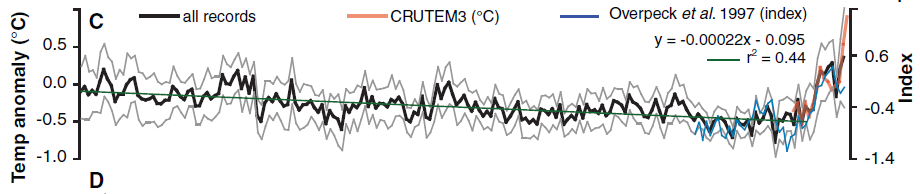 C
all records
CRUTEM3 (°C)
Overpeck et al. 1997 (index)
y = -0.00022x - 0.095
r² = 0.44
Temp anomaly (°C)
0.5
0.0
-0.5
-1.0
0.6
-0.4
-1.4
Index
D